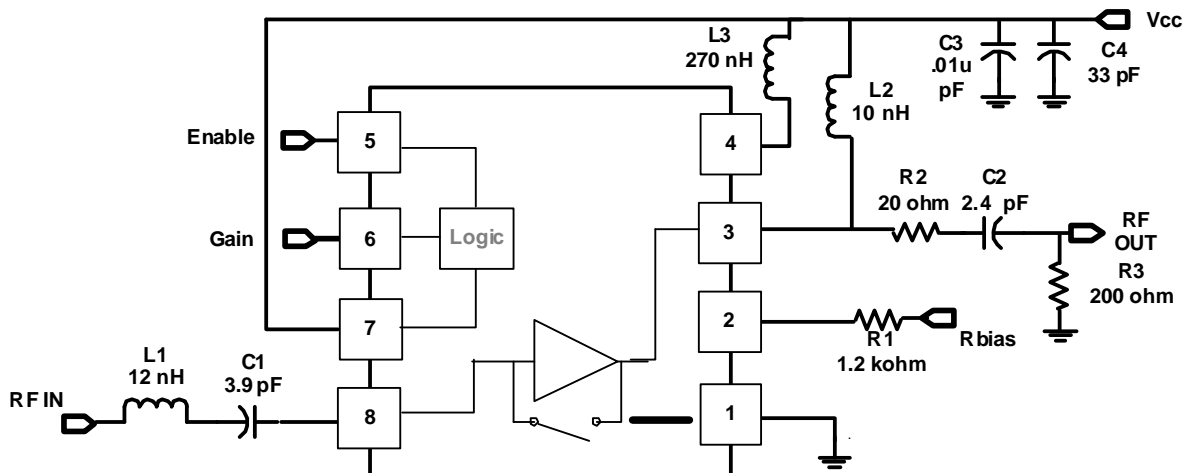 Vcc
L3
270 nH
C3
.01u
pF
C4
33 pF
L2
10 nH
Enable
5
4
R2
20 ohm
C2
2.4 pF
Gain
6
Logic
3
RF
OUT
R3
200 ohm
7
2
R1
1.2 kohm
Rbias
L1
12 nH
C1
3.9 pF
RF IN
8
1